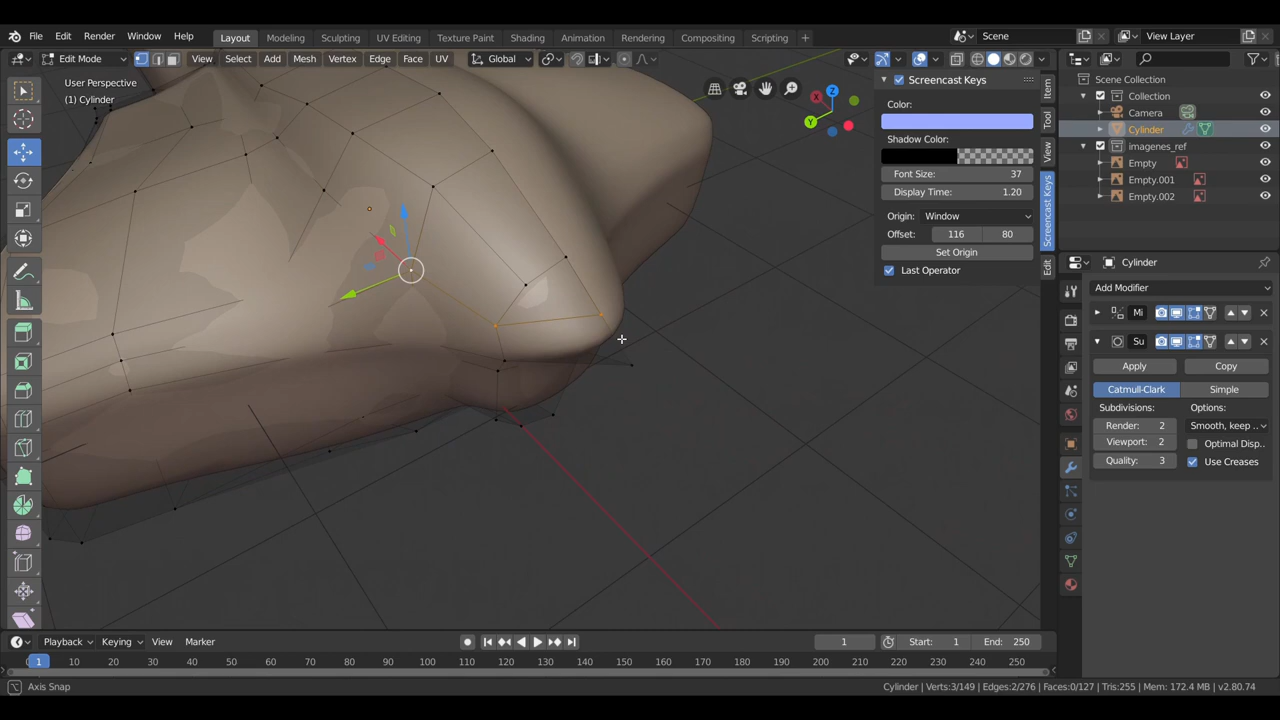 File Edit Render Window Help Layout Modeling Sculpting UV Editing Texture Paint Shading Animation Rendering Compositing Scripting + Scene View Layer
Edit Mode View Select Add Mesh Vertex Edge Face UV Global
User Perspective
(1) Cylinder
Screencast Keys
Color:
Shadow Color:
Font Size: 37
Display Time: 1.20
Origin: Window
Offset: 116 80
Set Origin
Last Operator
Item
Tool
View
Screencast Keys
Edit
X
Y
Z
Scene Collection
Collection
Camera
Cylinder
imagenes_ref
Empty
Empty.001
Empty.002
Cylinder
Add Modifier
Mi
Su
Apply Copy
Catmull-Clark Simple
Subdivisions: Options:
Render: 2 Smooth, keep ..
Viewport: 2 Optimal Disp..
Quality: 3 Use Creases
Playback Keying View Marker 1 Start: 1 End: 250
1 10 20 30 40 50 60 70 80 90 100 110 120 130 140 150 160 170 180 190 200 210 220 230 240 250
Axis Snap Cylinder | Verts:3/149 | Edges:2/276 | Faces:0/127 | Tris:255 | Mem: 172.4 MB | v2.80.74